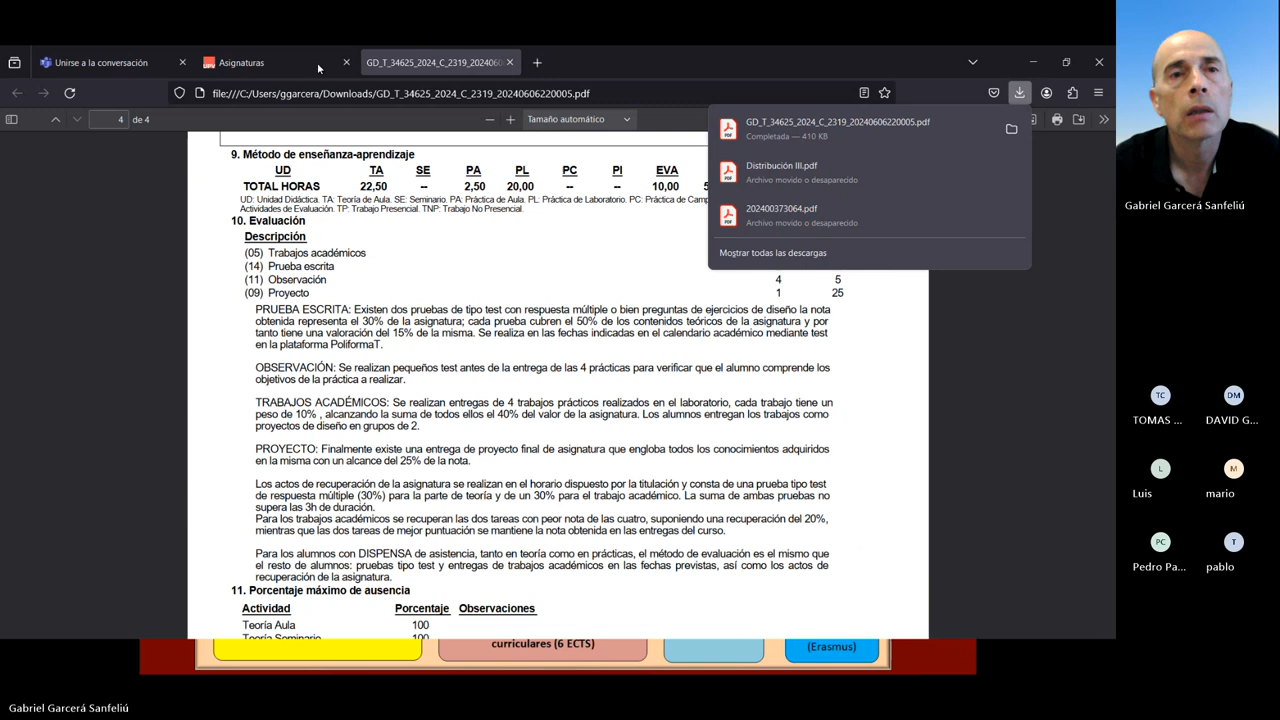 Unirse a la conversación
Asignaturas
GD_T_34625_2024_C_2319_2024060
file:///C:/Users/ggarcera/Downloads/GD_T_34625_2024_C_2319_20240606220005.pdf
4 de 4
Tamaño automático
GD_T_34625_2024_C_2319_20240606220005.pdf
Completada — 410 KB
Distribución III.pdf
Archivo movido o desaparecido
202400373064.pdf
Archivo movido o desaparecido
Mostrar todas las descargas
9. Método de enseñanza-aprendizaje
UD TA SE PA PL PC PI EVA
TOTAL HORAS 22,50 -- 2,50 20,00 -- -- 10,00
UD: Unidad Didáctica. TA: Teoría de Aula. SE: Seminario. PA: Práctica de Aula. PL: Práctica de Laboratorio. PC: Práctica de Camp
Actividades de Evaluación. TP: Trabajo Presencial. TNP: Trabajo No Presencial.
10. Evaluación
Descripción
(05) Trabajos académicos
(14) Prueba escrita
(11) Observación 4 5
(09) Proyecto 1 25
PRUEBA ESCRITA: Existen dos pruebas de tipo test con respuesta múltiple o bien preguntas de ejercicios de diseño la nota
obtenida representa el 30% de la asignatura; cada prueba cubren el 50% de los contenidos teóricos de la asignatura y por
tanto tiene una valoración del 15% de la misma. Se realiza en las fechas indicadas en el calendario académico mediante test
en la plataforma PoliformaT.
OBSERVACIÓN: Se realizan pequeños test antes de la entrega de las 4 prácticas para verificar que el alumno comprende los
objetivos de la práctica a realizar.
TRABAJOS ACADÉMICOS: Se realizan entregas de 4 trabajos prácticos realizados en el laboratorio, cada trabajo tiene un
peso de 10% , alcanzando la suma de todos ellos el 40% del valor de la asignatura. Los alumnos entregan los trabajos como
proyectos de diseño en grupos de 2.
PROYECTO: Finalmente existe una entrega de proyecto final de asignatura que engloba todos los conocimientos adquiridos
en la misma con un alcance del 25% de la nota.
Los actos de recuperación de la asignatura se realizan en el horario dispuesto por la titulación y consta de una prueba tipo test
de respuesta múltiple (30%) para la parte de teoría y de un 30% para el trabajo académico. La suma de ambas pruebas no
supera las 3h de duración.
Para los trabajos académicos se recuperan las dos tareas con peor nota de las cuatro, suponiendo una recuperación del 20%,
mientras que las dos tareas de mejor puntuación se mantiene la nota obtenida en las entregas del curso.
Para los alumnos con DISPENSA de asistencia, tanto en teoría como en prácticas, el método de evaluación es el mismo que
el resto de alumnos: pruebas tipo test y entregas de trabajos académicos en las fechas previstas, así como los actos de
recuperación de la asignatura.
11. Porcentaje máximo de ausencia
Actividad Porcentaje Observaciones
Teoría Aula 100
Teoría Seminario 100
curriculares (6 ECTS)
(Erasmus)
Gabriel Garcerá Sanfeliú
Gabriel Garcerá Sanfeliú
TC DM
TOMAS ... DAVID G...
L M
Luis mario
PC T
Pedro Pa... pablo